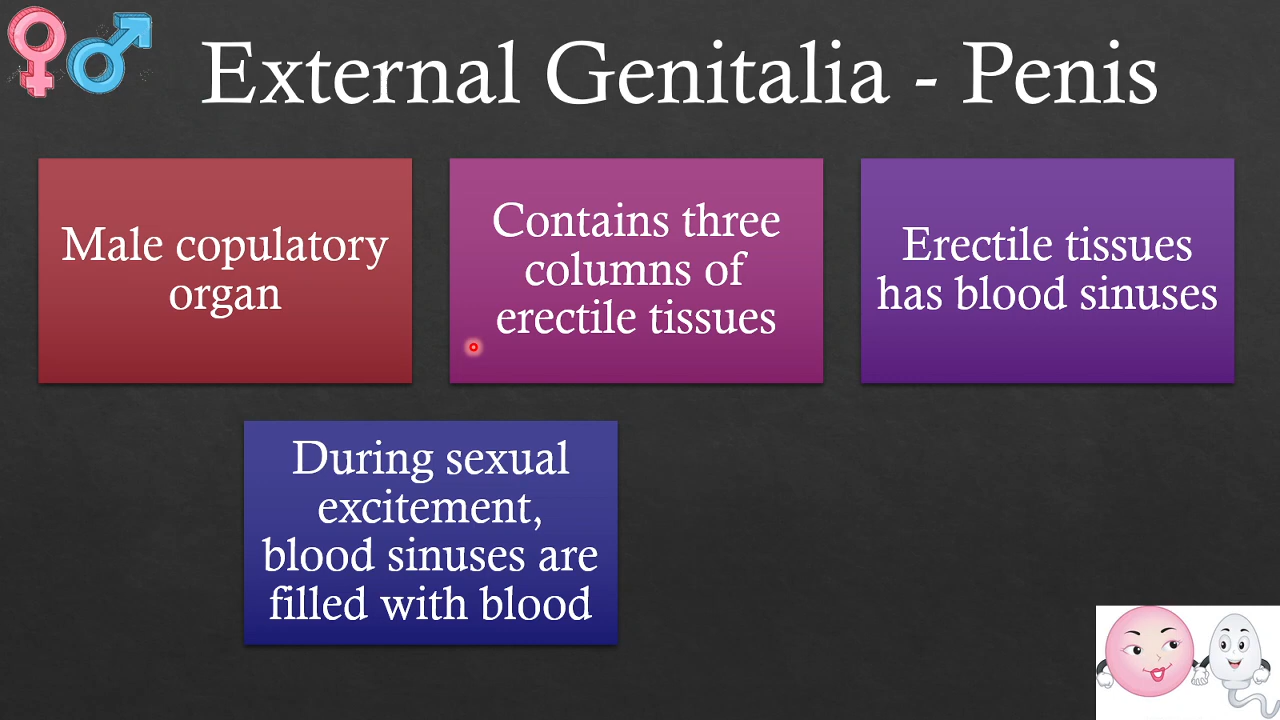 External Genitalia - Penis
Male copulatory
organ
Contains three
columns of
erectile tissues
Erectile tissues
has blood sinuses
During sexual
excitement,
blood sinuses are
filled with blood